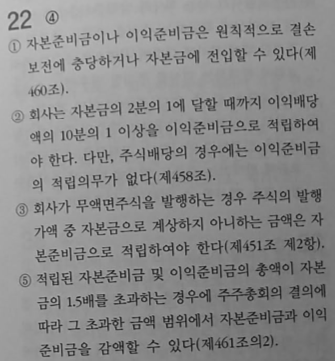 22 ④
① 자본준비금이나 이익준비금은 원칙적으로 결손
보전에 충당하거나 자본금에 전입할 수 있다(제
460조).
② 회사는 자본금의 2분의 1에 달할 때까지 이익배당
액의 10분의 1 이상을 이익준비금으로 적립하여
야 한다. 다만, 주식배당의 경우에는 이익준비금
의 적립의무가 없다(제458조).
③ 회사가 무액면주식을 발행하는 경우 주식의 발행
가액 중 자본금으로 계상하지 아니하는 금액은 자
본준비금으로 적립하여야 한다(제451조 제2항).
⑤ 적립된 자본준비금 및 이익준비금의 총액이 자본
금의 1.5배를 초과하는 경우에 주주총회의 결의에
따라 그 초과한 금액 범위에서 자본준비금과 이익
준비금을 감액할 수 있다(제461조의2).